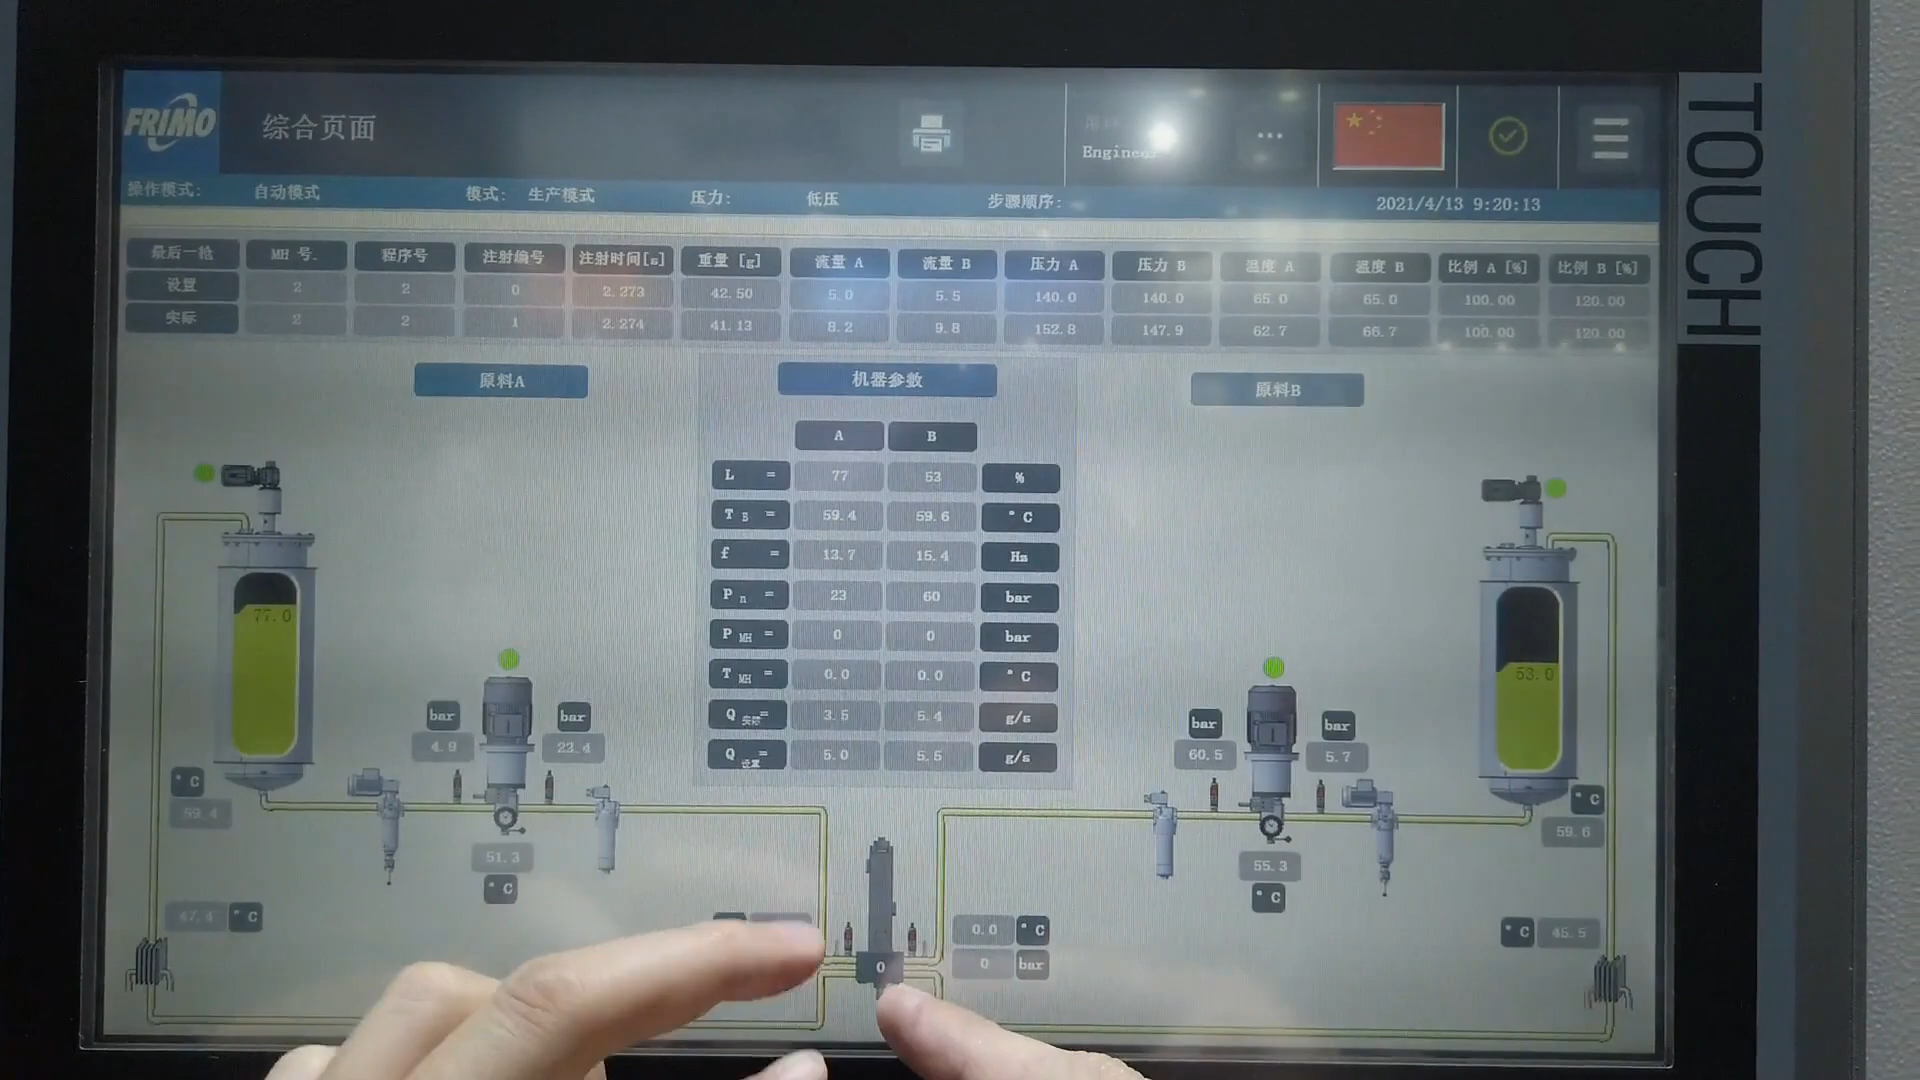 FRIMO
综合页面
Engineer
TOUCH
操作模式: 自动模式 模式: 生产模式 压力: 低压 步骤顺序: 2021/4/13 9:20:13
最后一枪 MH 号. 程序号 注射编号 注射时间[s] 重量 [g] 流量 A 流量 B 压力 A 压力 B 温度 A 温度 B 比例 A [%] 比例 B [%]
设置 2 2 0 2.273 42.50 5.0 5.5 140.0 140.0 65.0 65.0 100.00 120.00
实际 2 2 1 2.274 41.13 8.2 9.8 152.8 147.9 62.7 66.7 100.00 120.00
原料A 机器参数 原料B
A B
L = 77 53 %
T B = 59.4 59.6 °C
f = 13.7 15.4 Hz
P n = 23 60 bar
P MH = 0 0 bar
T MH = 0.0 0.0 °C
Q 实际= 3.5 5.4 g/s
Q 设置= 5.0 5.5 g/s
77.0
53.0
bar bar
4.9 23.4
bar bar
60.5 5.7
°C
59.4
°C
59.6
51.3
°C
55.3
°C
47.4 °C
°C 45.5
0.0 °C
0 bar
0